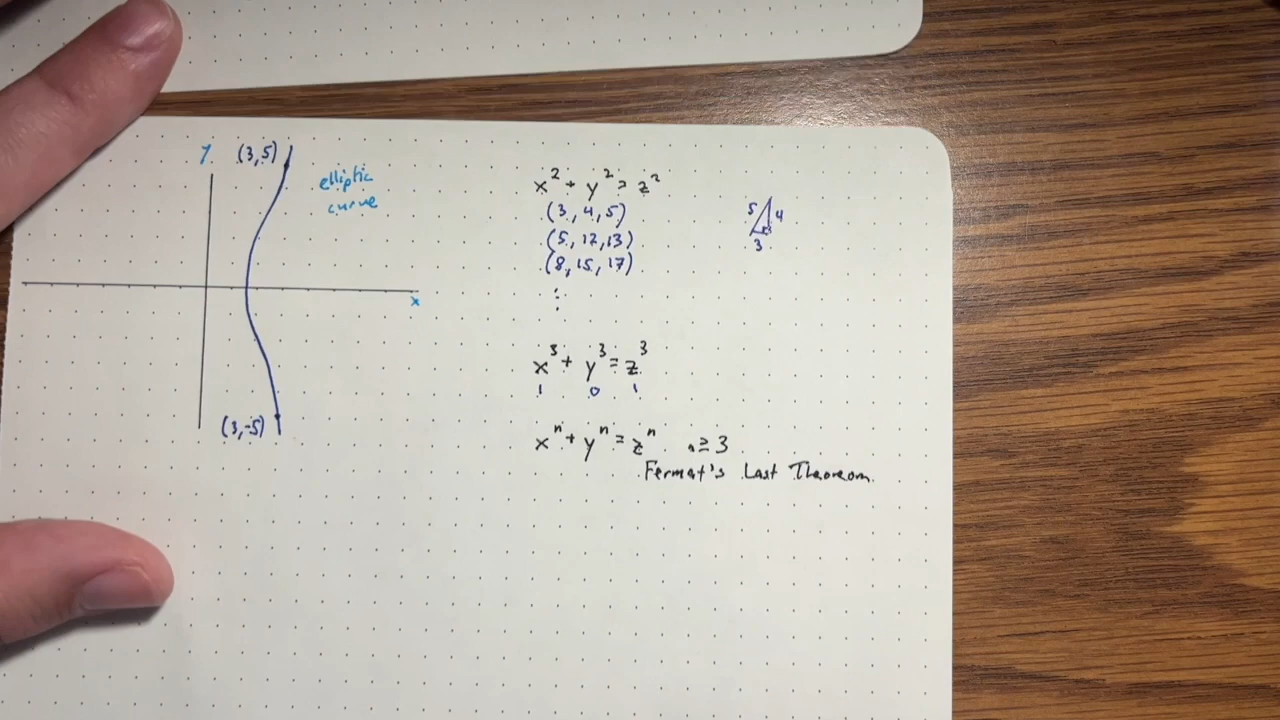 y
(3,5)
elliptic
curve
x
(3,-5)
x² + y² = z²
(3, 4, 5)
(5, 12, 13)
(8, 15, 17)
⋮
5
4
3
x³ + y³ = z³
1 0 1
xⁿ + yⁿ = zⁿ n ≥ 3
Fermat's Last Theorem